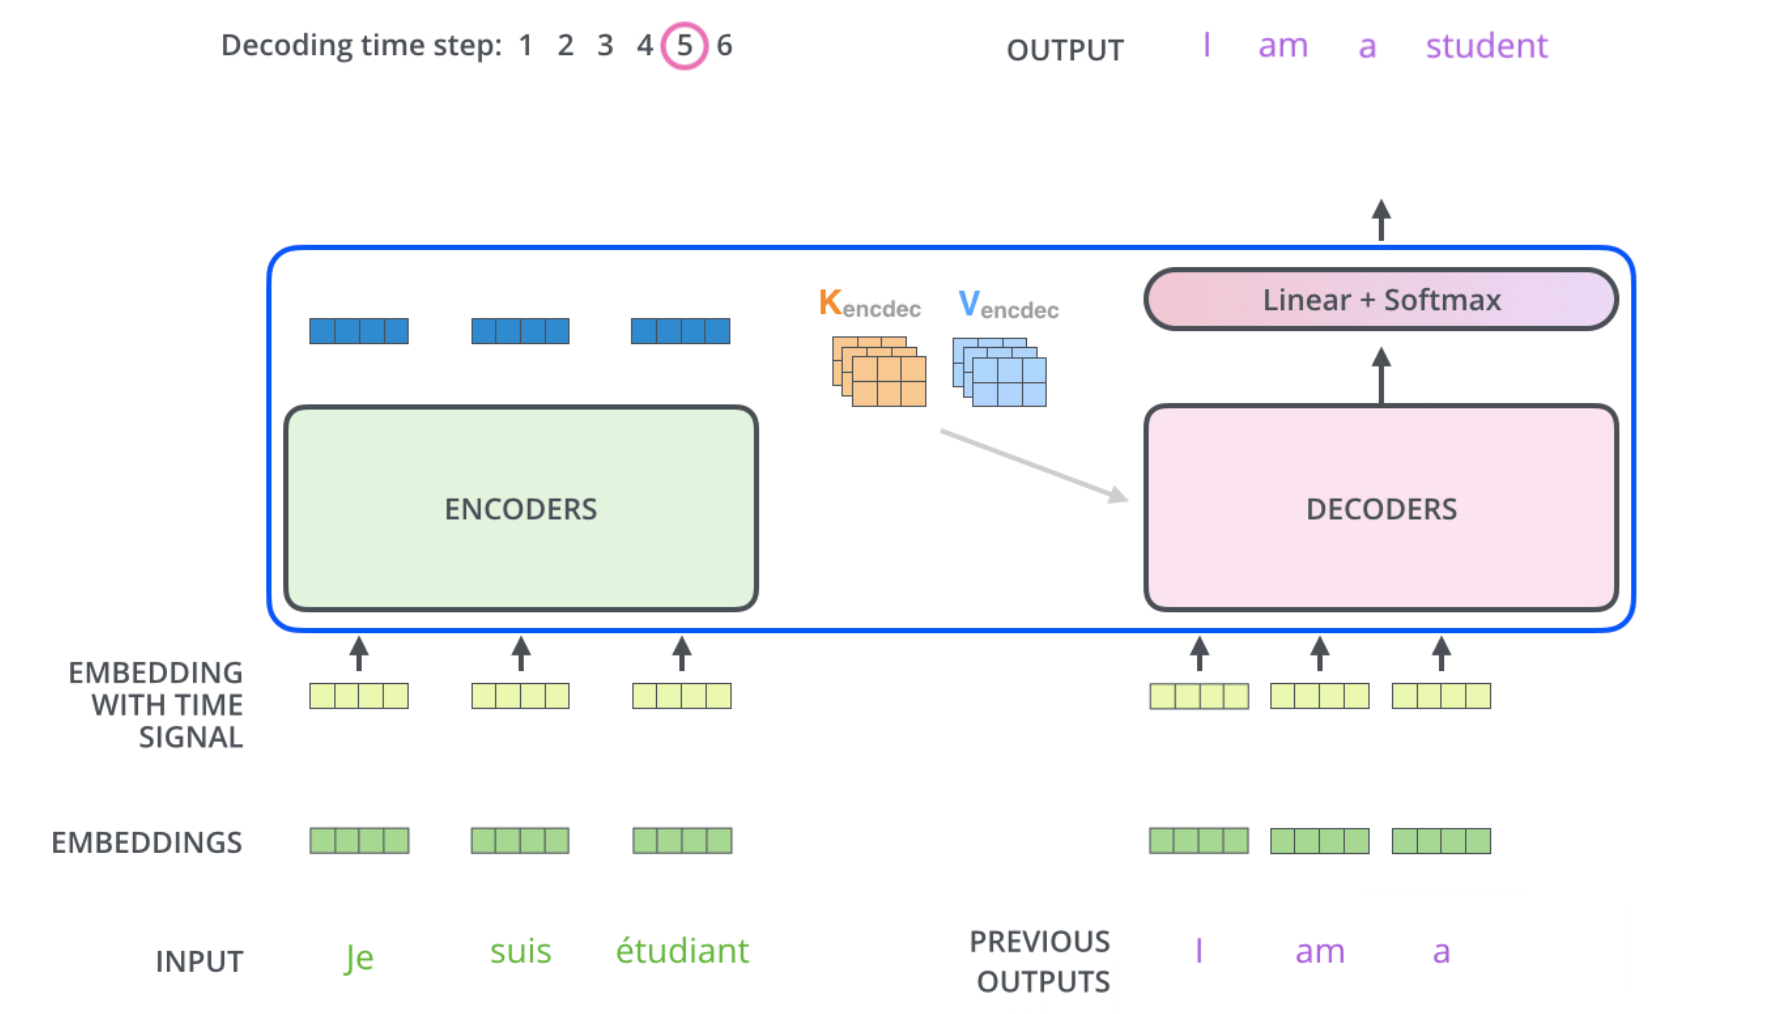 Decoding time step: 1 2 3 4 5 6
OUTPUT I am a student
Kencdec Vencdec
Linear + Softmax
ENCODERS
DECODERS
EMBEDDING
WITH TIME
SIGNAL
EMBEDDINGS
INPUT Je suis étudiant
PREVIOUS
OUTPUTS
I am a